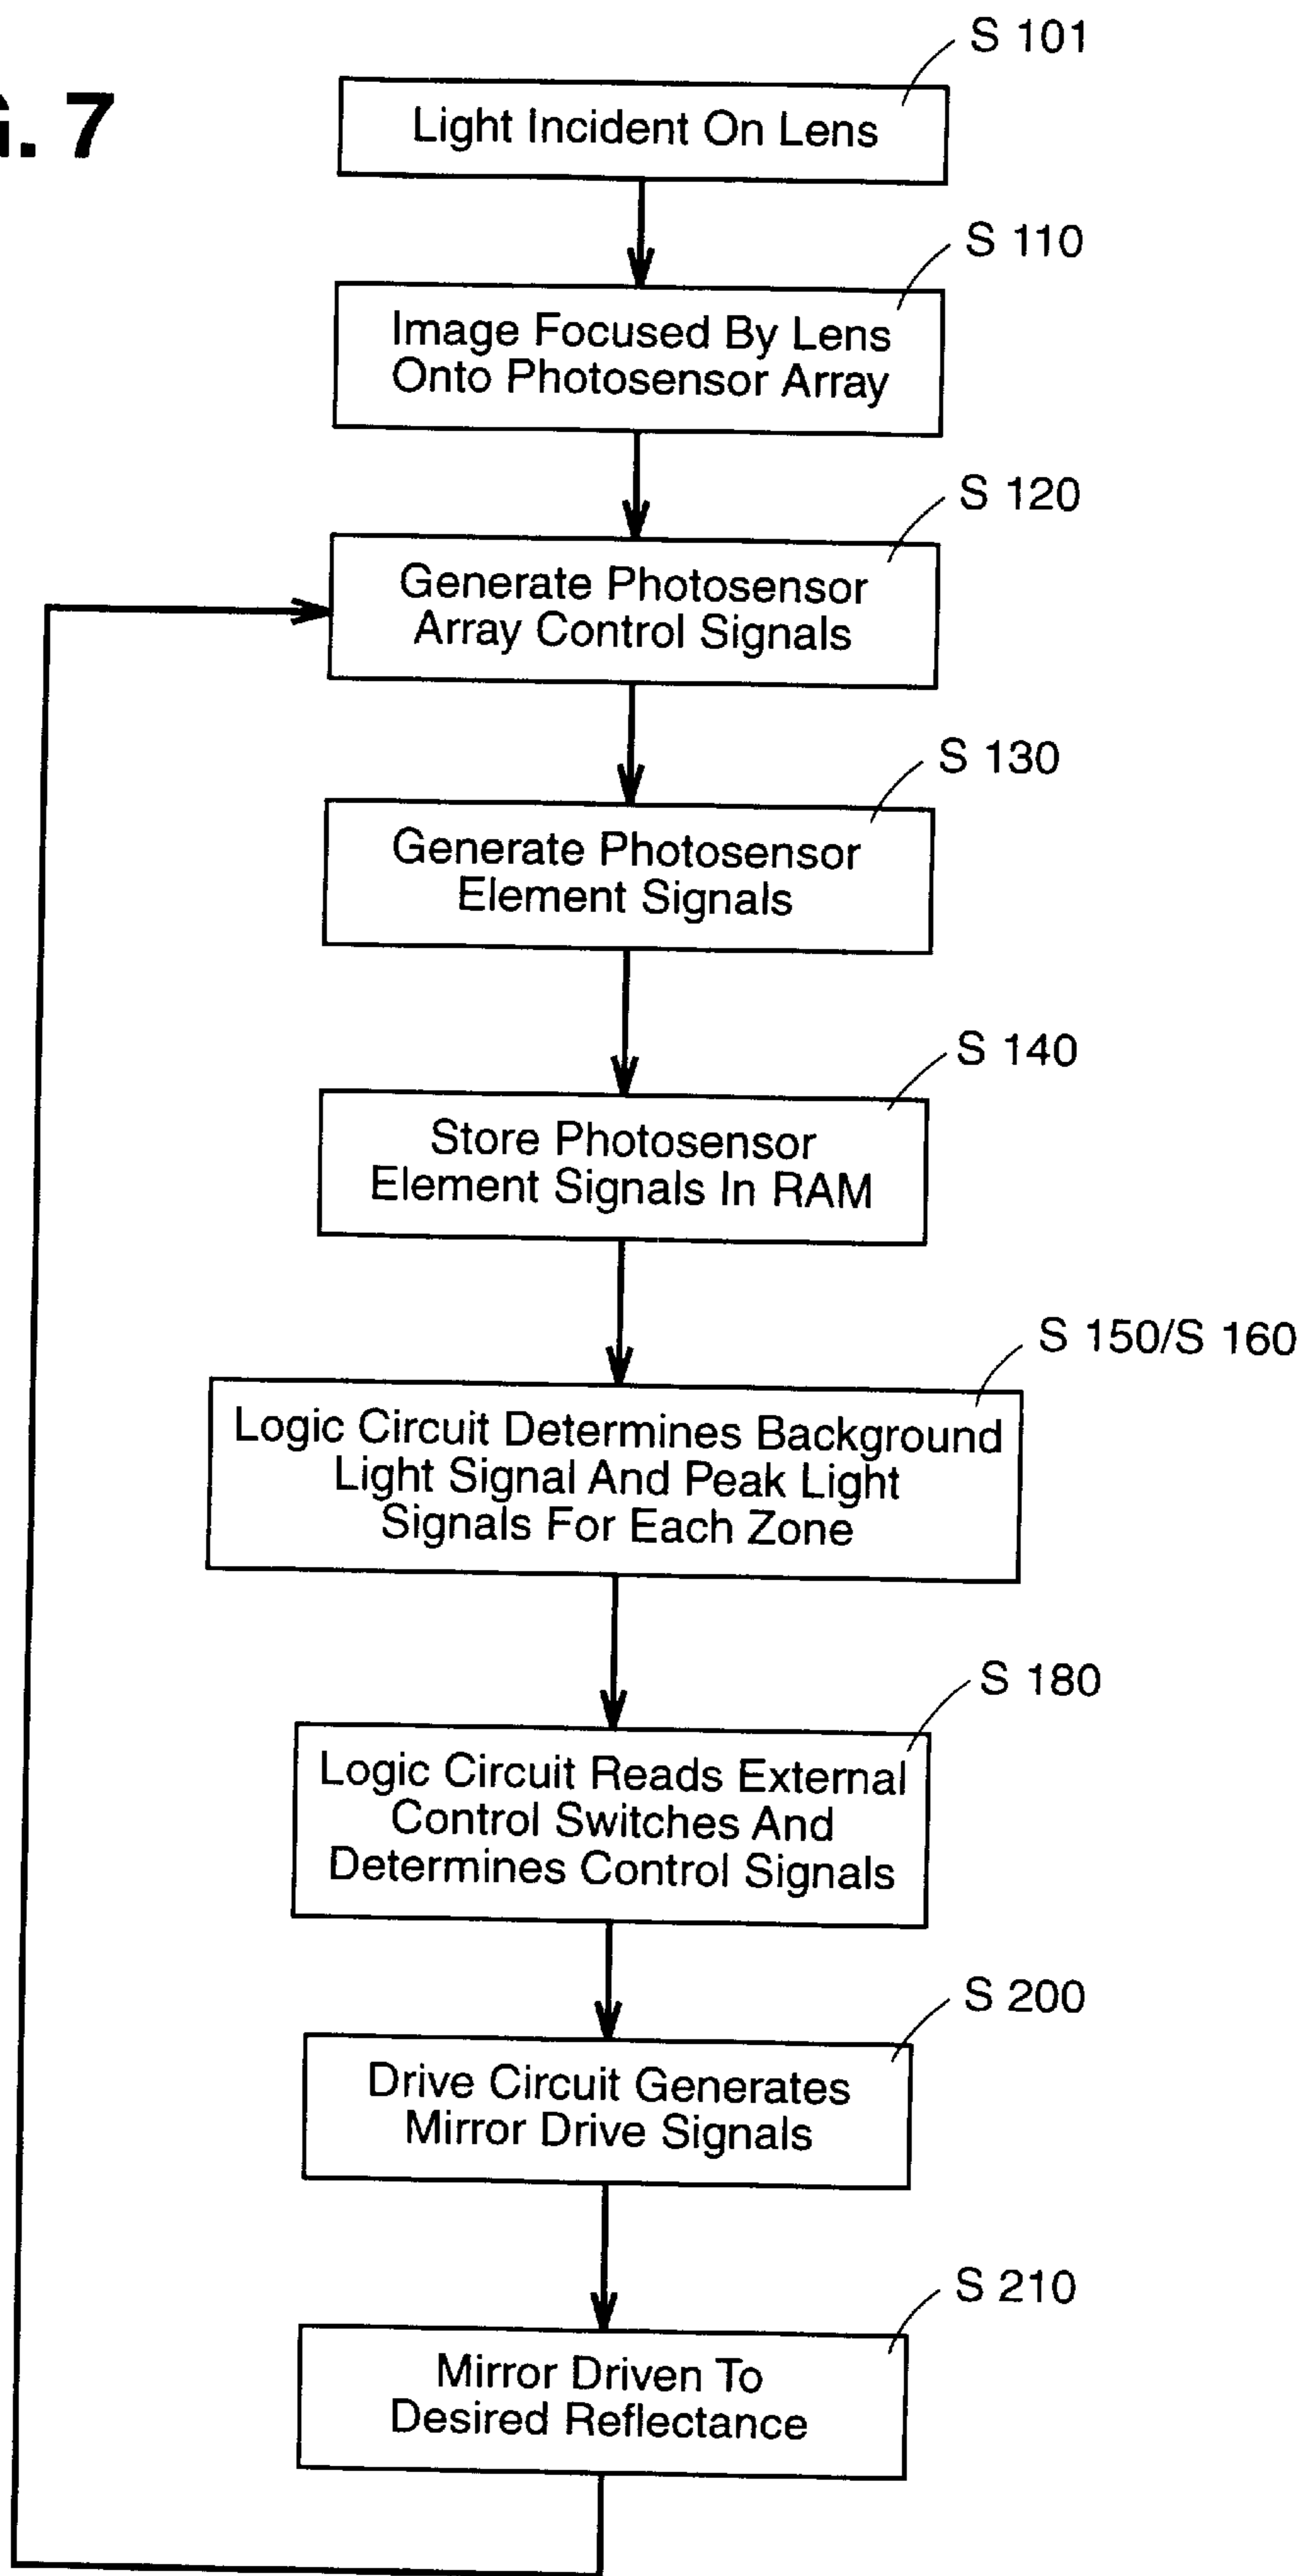 . 7
S 101
Light Incident On Lens
S 110
Image Focused By Lens
Onto Photosensor Array
S 120
Generate Photosensor
Array Control Signals
S 130
Generate Photosensor
Element Signals
S 140
Store Photosensor
Element Signals In RAM
S 150/S 160
Logic Circuit Determines Background
Light Signal And Peak Light
Signals For Each Zone
S 180
Logic Circuit Reads External
Control Switches And
Determines Control Signals
S 200
Drive Circuit Generates
Mirror Drive Signals
S 210
Mirror Driven To
Desired Reflectance